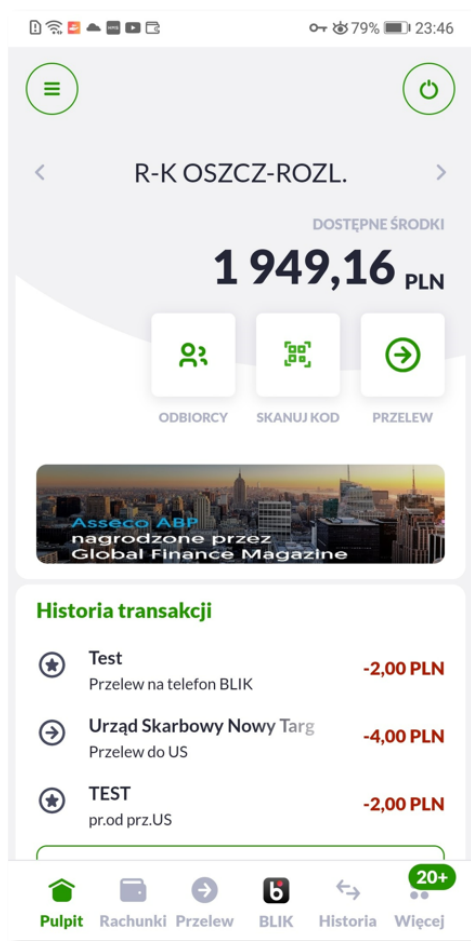 79% 23:46
R-K OSZCZ-ROZL.
DOSTĘPNE ŚRODKI
1 949,16 PLN
ODBIORCY SKANUJ KOD PRZELEW
Asseco ABP
nagrodzone przez
Global Finance Magazine
Historia transakcji
Test
-2,00 PLN
Przelew na telefon BLIK
Urząd Skarbowy Nowy Targ
-4,00 PLN
Przelew do US
TEST
-2,00 PLN
pr.od prz.US
20+
Pulpit Rachunki Przelew BLIK Historia Więcej